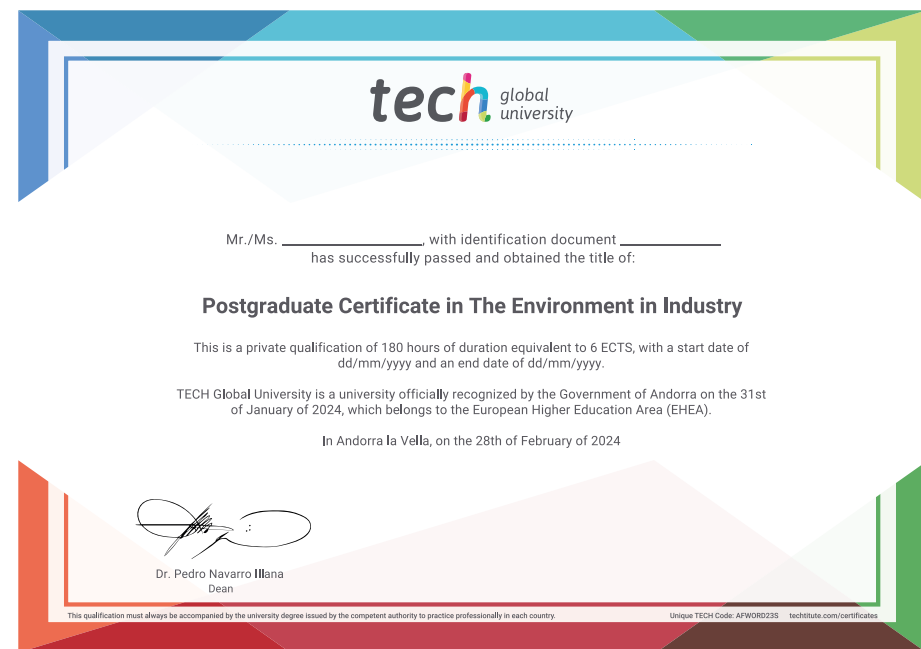 tech global
university
Mr./Ms. ____________, with identification document ____________
has successfully passed and obtained the title of:
Postgraduate Certificate in The Environment in Industry
This is a private qualification of 180 hours of duration equivalent to 6 ECTS, with a start date of
dd/mm/yyyy and an end date of dd/mm/yyyy.
TECH Global University is a university officially recognized by the Government of Andorra on the 31st
of January of 2024, which belongs to the European Higher Education Area (EHEA).
In Andorra la Vella, on the 28th of February of 2024
Dr. Pedro Navarro Illana
Dean
This qualification must always be accompanied by the university degree issued by the competent authority to practice professionally in each country. Unique TECH Code: AFWORD23S techtitute.com/certificates